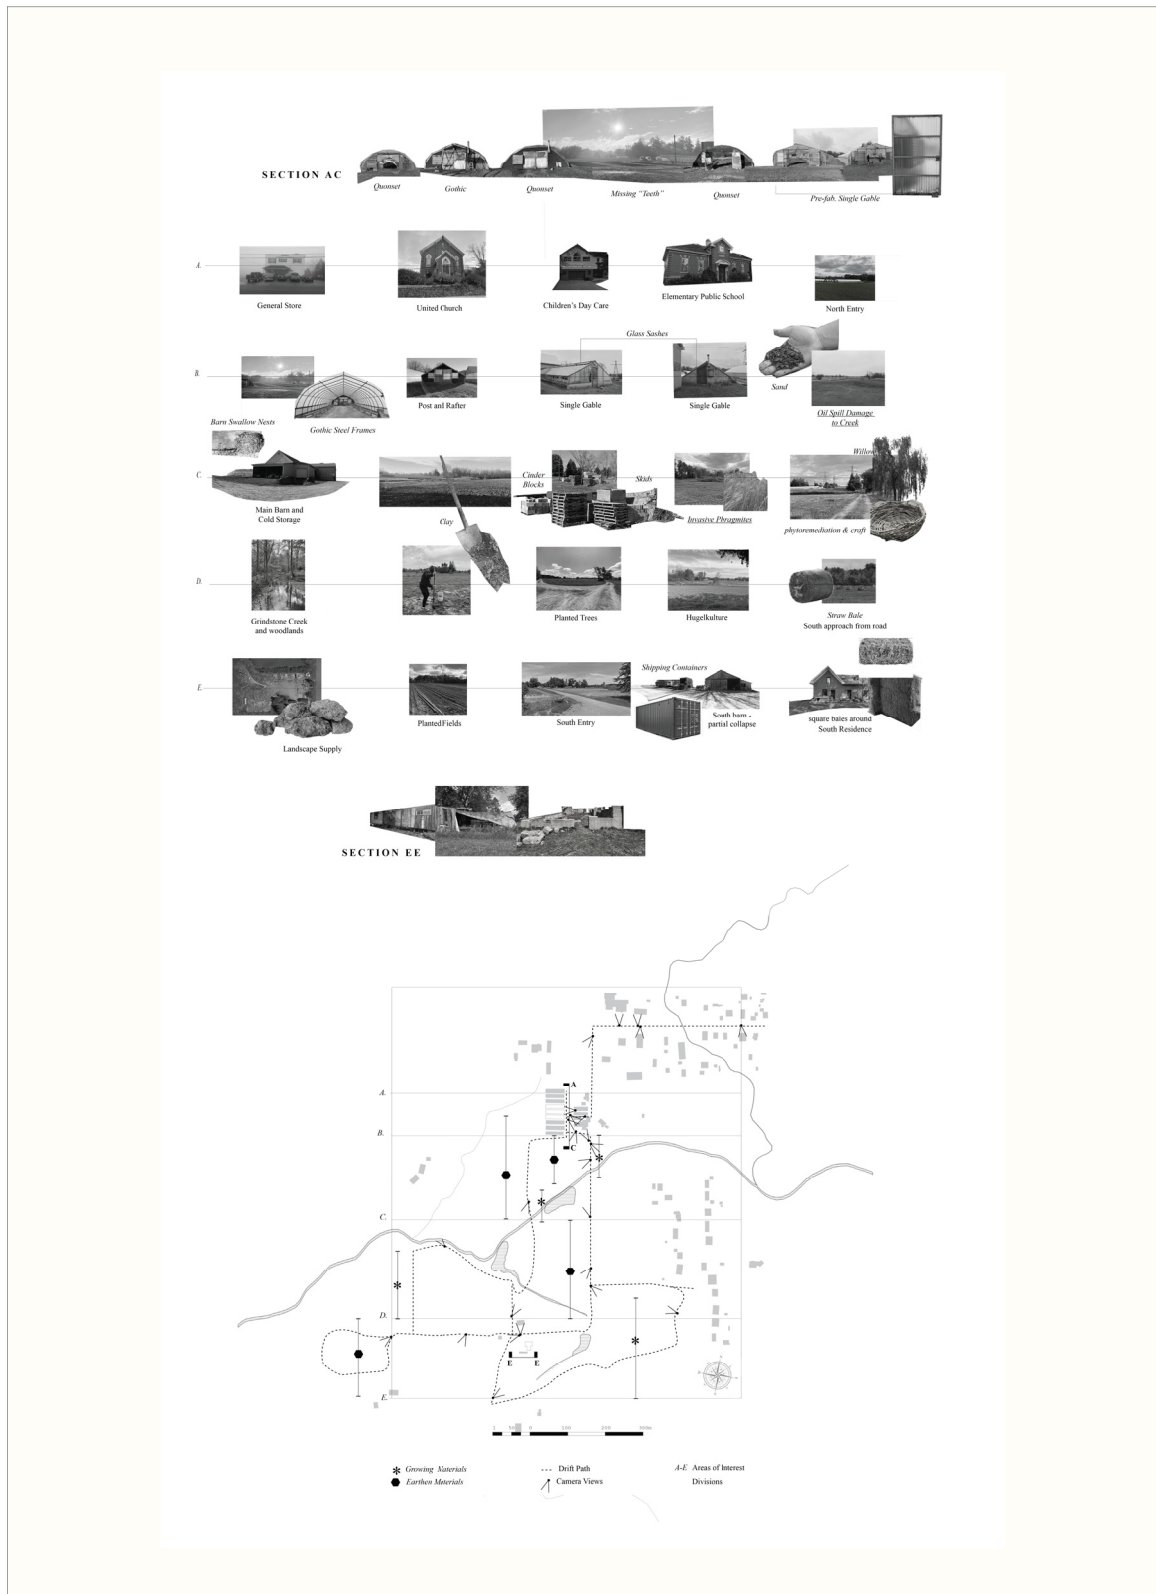 SECTION AC
Quonset
Gothic
Quonset
Missing "Teeth"
Quonset
Pre-fab. Single Gable
A.
General Store
United Church
Children's Day Care
Elementary Public School
North Entry
Glass Sashes
B.
Post and Rafter
Single Gable
Single Gable
Sand
Oil Spill Damage
to Creek
Barn Swallow Nests
Gothic Steel Frames
C.
Main Barn and
Cold Storage
Clay
Cinder
Blocks
Skids
Invasive Phragmites
Willow
phytoremediation & craft
D.
Grindstone Creek
and woodlands
Planted Trees
Hugelkulture
Straw Bale
South approach from road
E.
Landscape Supply
Planted Fields
South Entry
Shipping Containers
South barn -
partial collapse
square bales around
South Residence
SECTION EE
A
A.
B.
C
C.
D.
E E
E.
Growing Materials
Earthen Materials
Drift Path
Camera Views
A-E Areas of Interest
Divisions